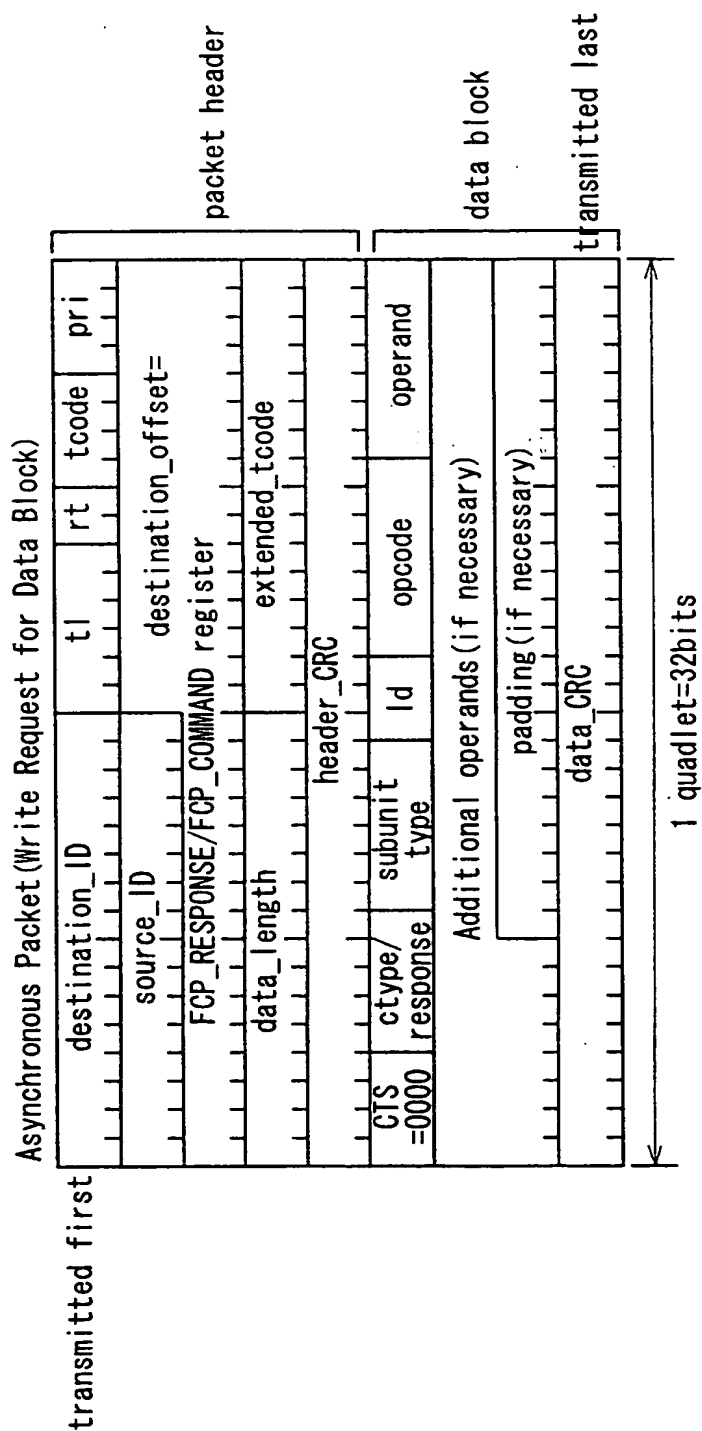 Asynchronous Packet(Write Request for Data Block)
transmitted first
destination_ID
tl
rt
tcode
pri
source_ID
destination_offset=
FCP_RESPONSE/FCP_COMMAND register
data_length
extended_tcode
header_CRC
packet header
CTS
=0000
ctype/
response
subunit
type
Id
opcode
operand
Additional operands(if necessary)
padding(if necessary)
data_CRC
data block
transmitted last
1 quadlet=32bits